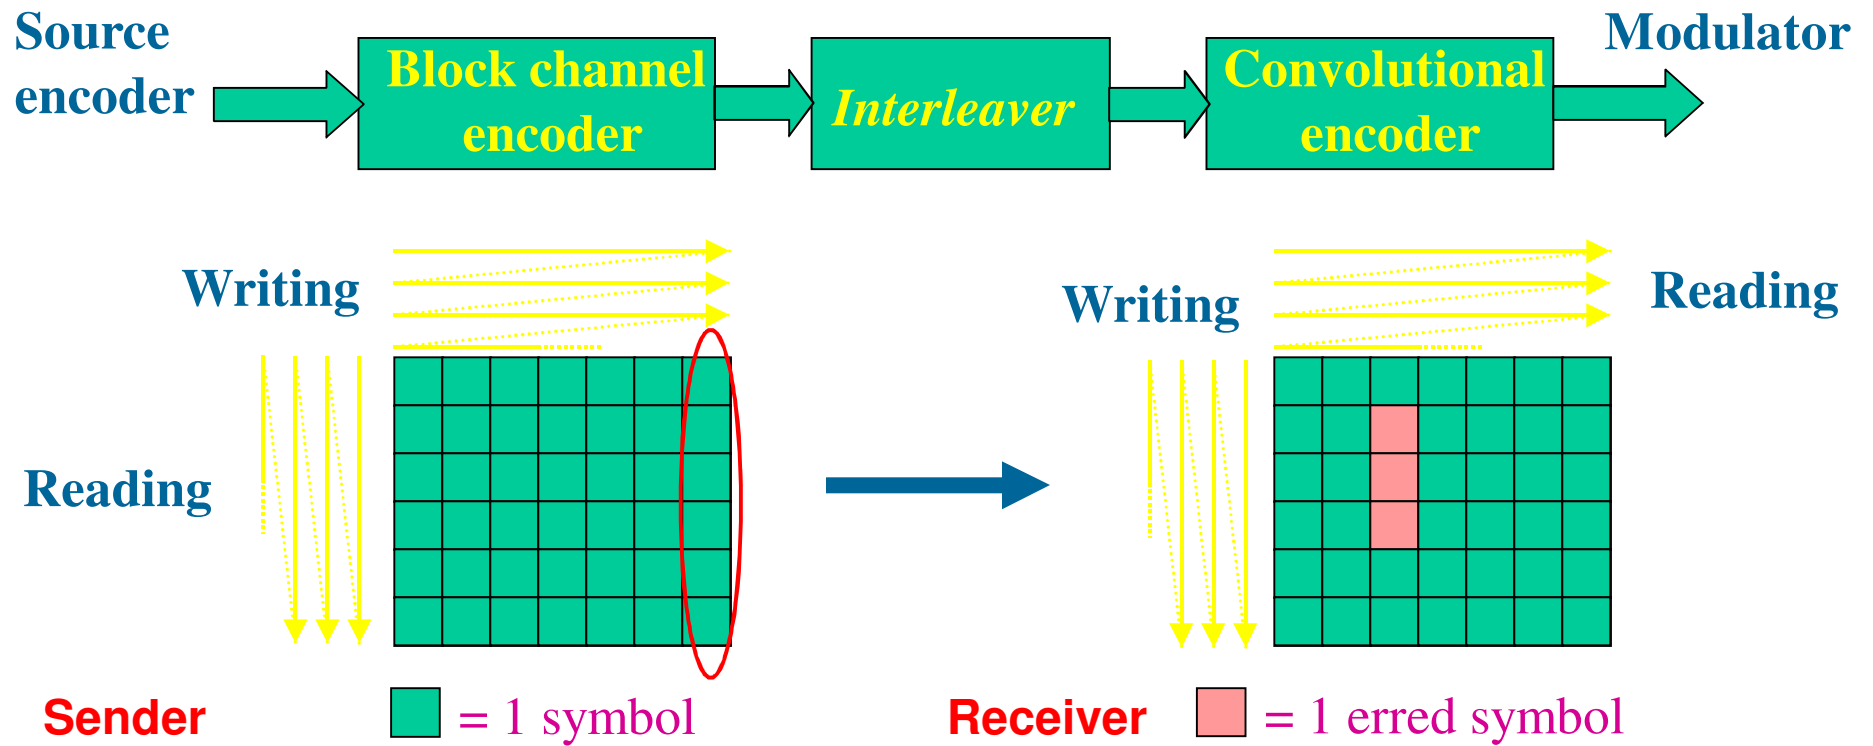 Source
encoder
Block channel
encoder
Interleaver
Convolutional
encoder
Modulator
Writing
Reading
Writing
Reading
Sender
= 1 symbol
Receiver
= 1 erred symbol